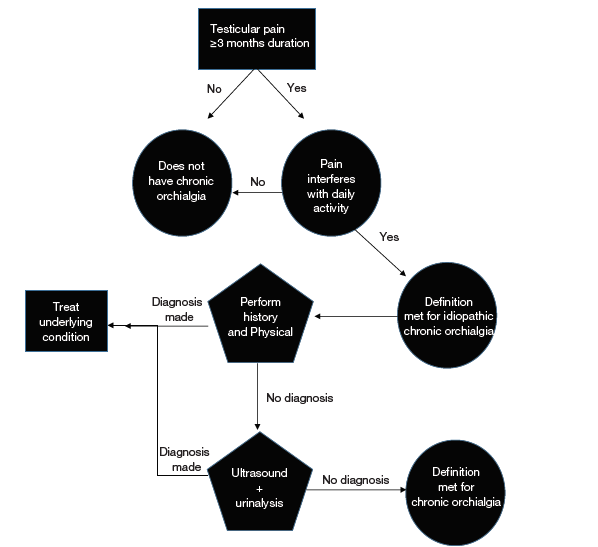 Testicular pain
≥3 months duration
No
Yes
Does not
have chronic
orchialgia
No
Pain
interferes
with daily
activity
Yes
Treat
underlying
condition
Diagnosis
made
Perform
history
and Physical
Definition
met for idiopathic
chronic orchialgia
No diagnosis
Diagnosis
made
Ultrasound
+
urinalysis
No diagnosis
Definition
met for
chronic orchialgia